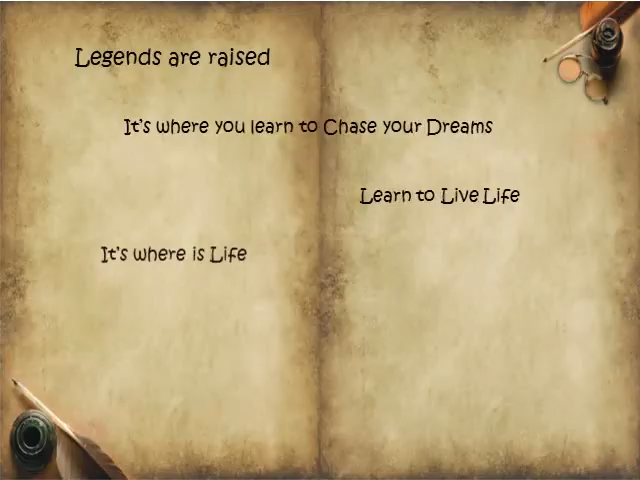 Legends are raised
It's where you learn to Chase your Dreams
Learn to Live Life
It's where is Life